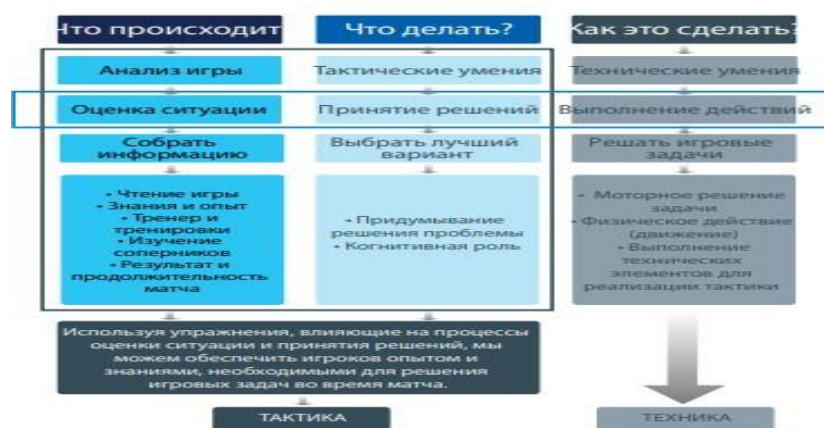 Что происходит
Что делать?
Как это сделать?
Анализ игры
Тактические умения
Технические умения
Оценка ситуации
Принятие решений
Выполнение действий
Собрать
информацию
Выбрать лучший
вариант
Решать игровые
задачи
• Чтение игры
• Знания и опыт
• Тренер и
тренировки
• Изучение
соперников
• Результат и
продолжительность
матча
• Придумывание
решения проблемы
• Когнитивная роль
• Моторное решение
задачи
• Физическое действие
(движение)
• Выполнение
технических
элементов для
реализации тактики
Используя упражнения, влияющие на процессы
оценки ситуации и принятия решений, мы
можем обеспечить игроков опытом и
знаниями, необходимыми для решения
игровых задач во время матча.
ТАКТИКА
ТЕХНИКА